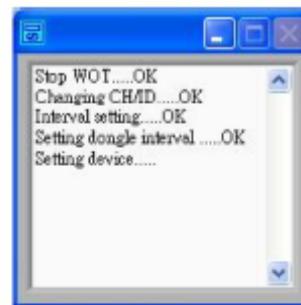 Stop WOT.....OK
Changing CH/ID.....OK
Interval setting.....OK
Setting dongle interval .....OK
Setting device.....